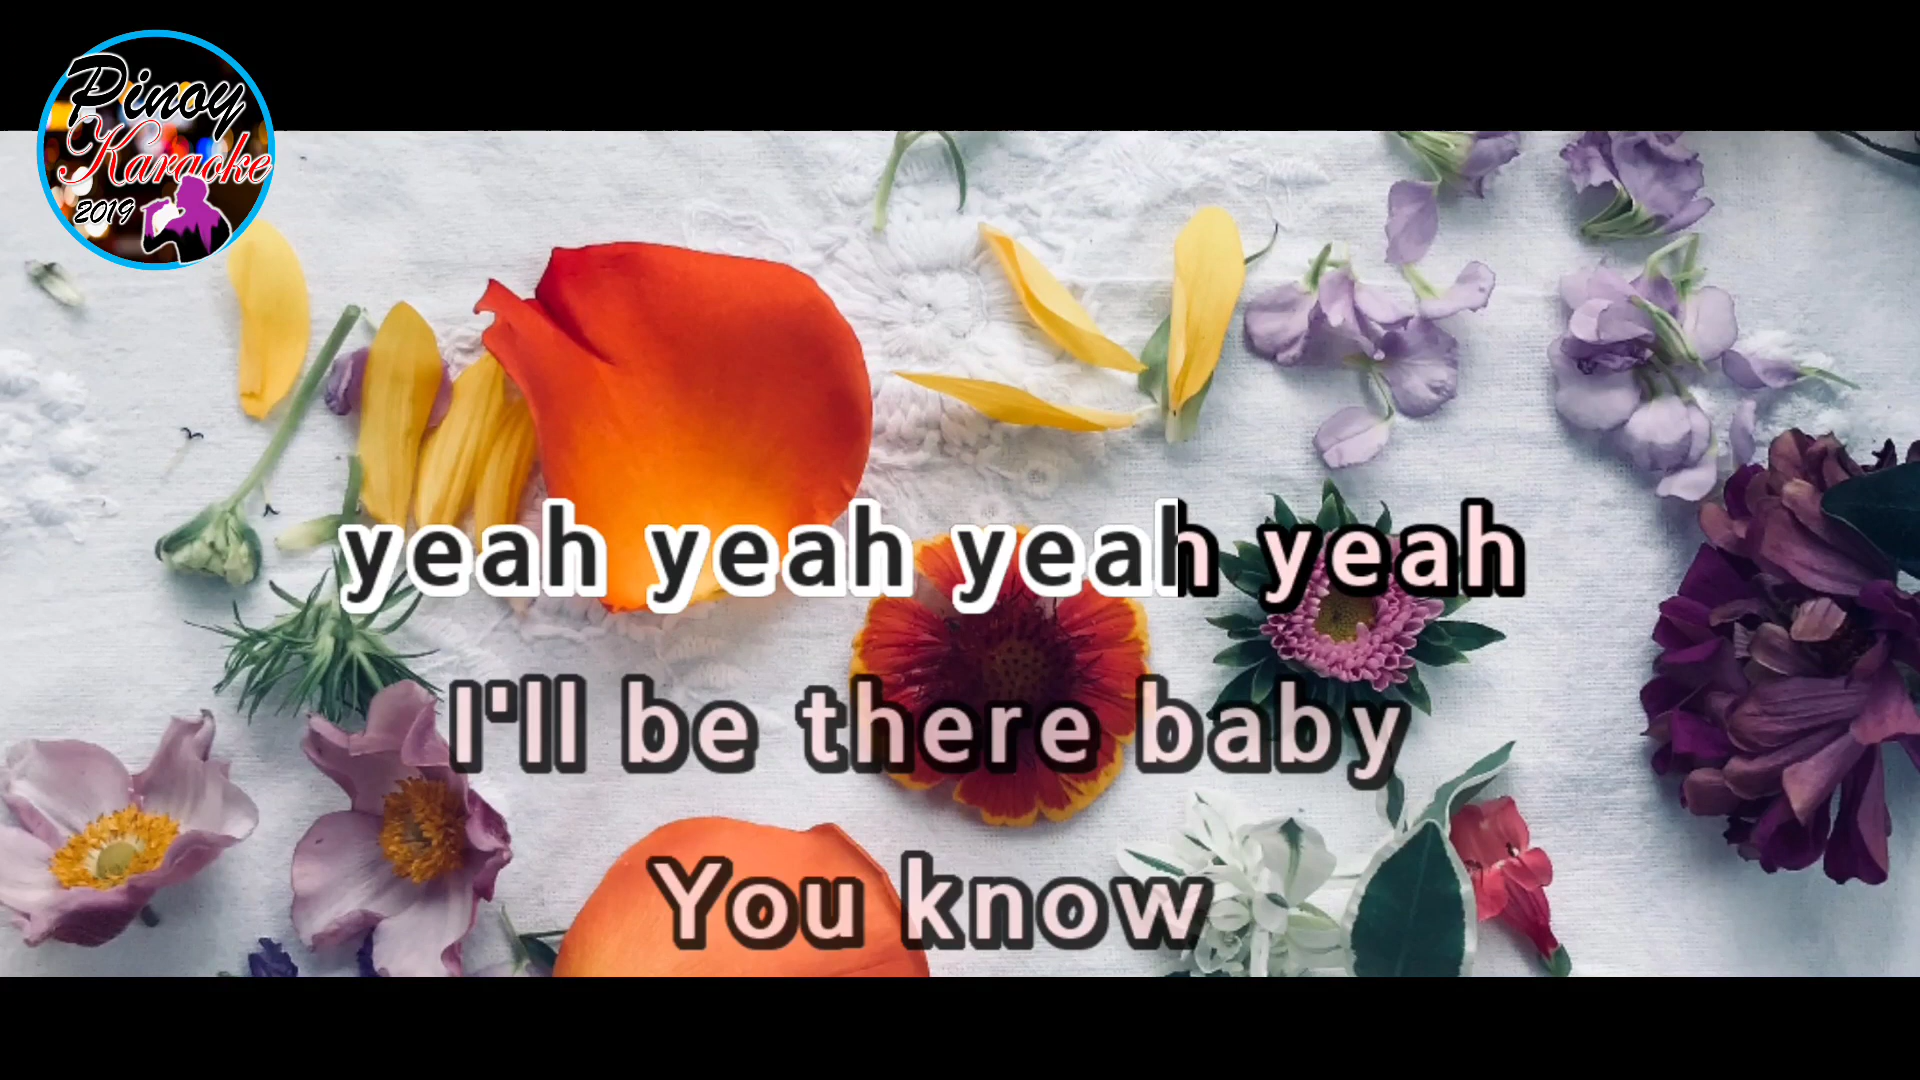 Pinoy
Karaoke
2019
yeah yeah yeah yeah
I'll be there baby
You know